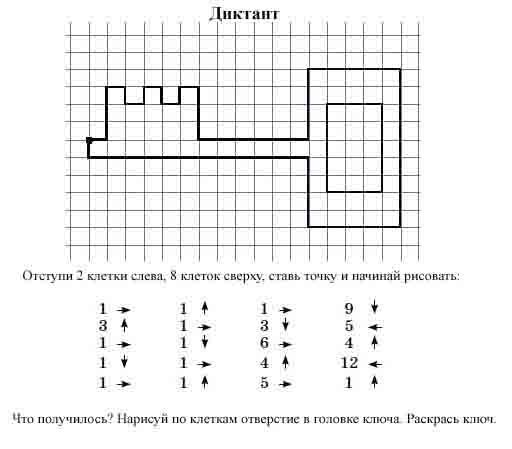 Диктант
Отступи 2 клетки слева, 8 клеток сверху, ставь точку и начинай рисовать:
1 → 1 ↑ 1 → 9 ↓
3 ↑ 1 → 3 ↓ 5 ←
1 → 1 ↓ 6 → 4 ↑
1 ↓ 1 → 4 ↑ 12 ←
1 → 1 ↑ 5 → 1 ↑
Что получилось? Нарисуй по клеткам отверстие в головке ключа. Раскрась ключ.